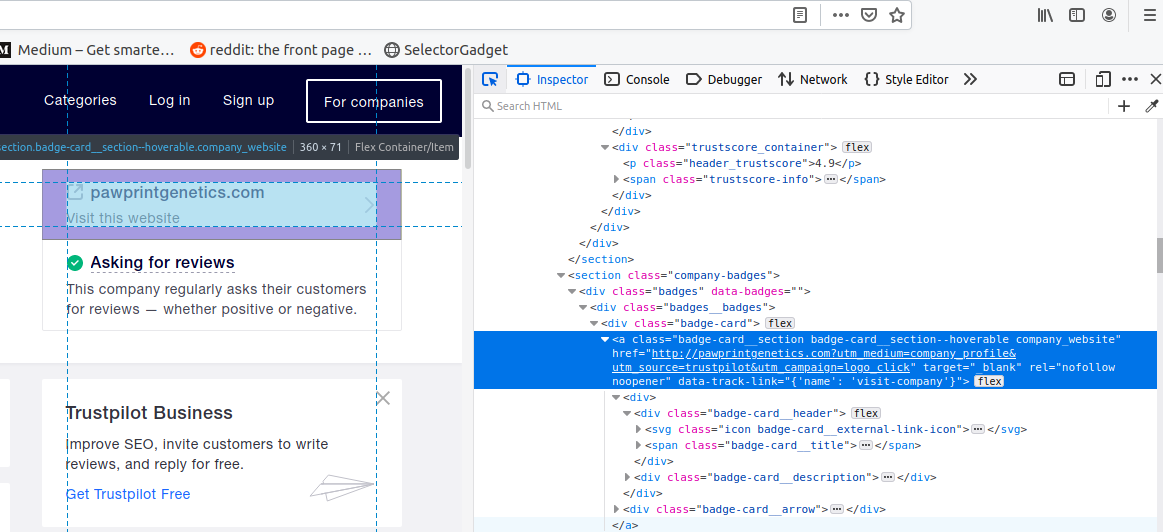 Medium – Get smarte…
reddit: the front page …
SelectorGadget
Categories
Log in
Sign up
For companies
section.badge-card__section--hoverable.company_website
360 × 71
Flex Container/Item
pawprintgenetics.com
Visit this website
Asking for reviews
This company regularly asks their customers
for reviews — whether positive or negative.
Trustpilot Business
Improve SEO, invite customers to write
reviews, and reply for free.
Get Trustpilot Free
Inspector
Console
Debugger
Network
Style Editor
Search HTML
</div>
<div class="trustscore_container"> flex
<p class="header_trustscore">4.9</p>
<span class="trustscore-info"></span>
</div>
</div>
</div>
</div>
</section>
<section class="company-badges">
<div class="badges" data-badges="">
<div class="badges__badges">
<div class="badge-card"> flex
<a class="badge-card__section badge-card__section--hoverable company_website"
href="http://pawprintgenetics.com?utm_medium=company_profile&
utm_source=trustpilot&utm_campaign=logo_click" target="_blank" rel="nofollow
noopener" data-track-link="{'name': 'visit-company'}"> flex
<div>
<div class="badge-card__header"> flex
<svg class="icon badge-card__external-link-icon"></svg>
<span class="badge-card__title"></span>
</div>
<div class="badge-card__description"></div>
</div>
<div class="badge-card__arrow"></div>
</a>